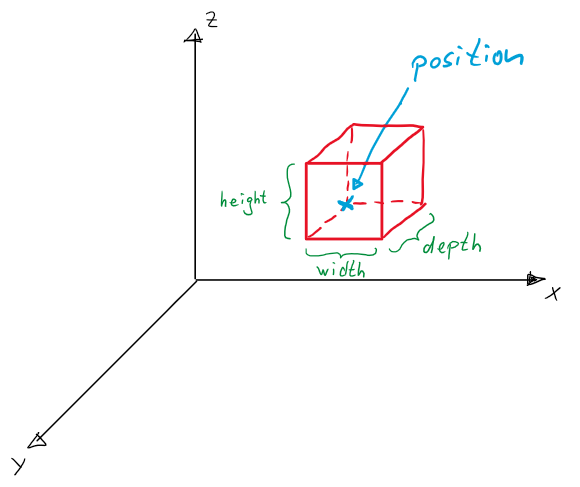 z
position
height
depth
width
x
y